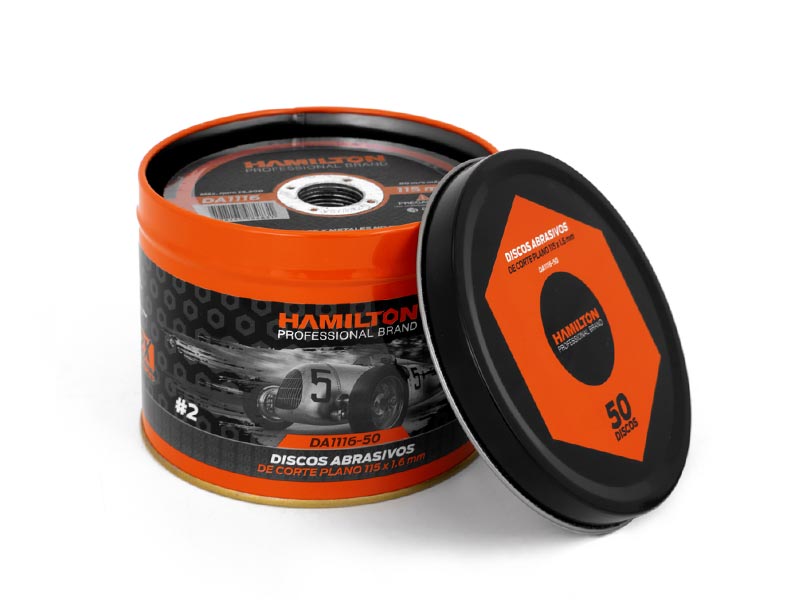 HAMILTON
PROFESSIONAL BRAND
DA1116
115 m
HAMILTON
PROFESSIONAL BRAND
5
5
#2
DA1116-50
DISCOS ABRASIVOS
DE CORTE PLANO 115 x 1.6 mm
DISCOS ABRASIVOS
DE CORTE PLANO 115 x 1.6 mm
DA1116-50
HAMILTON
PROFESSIONAL BRAND
50
DISCOS